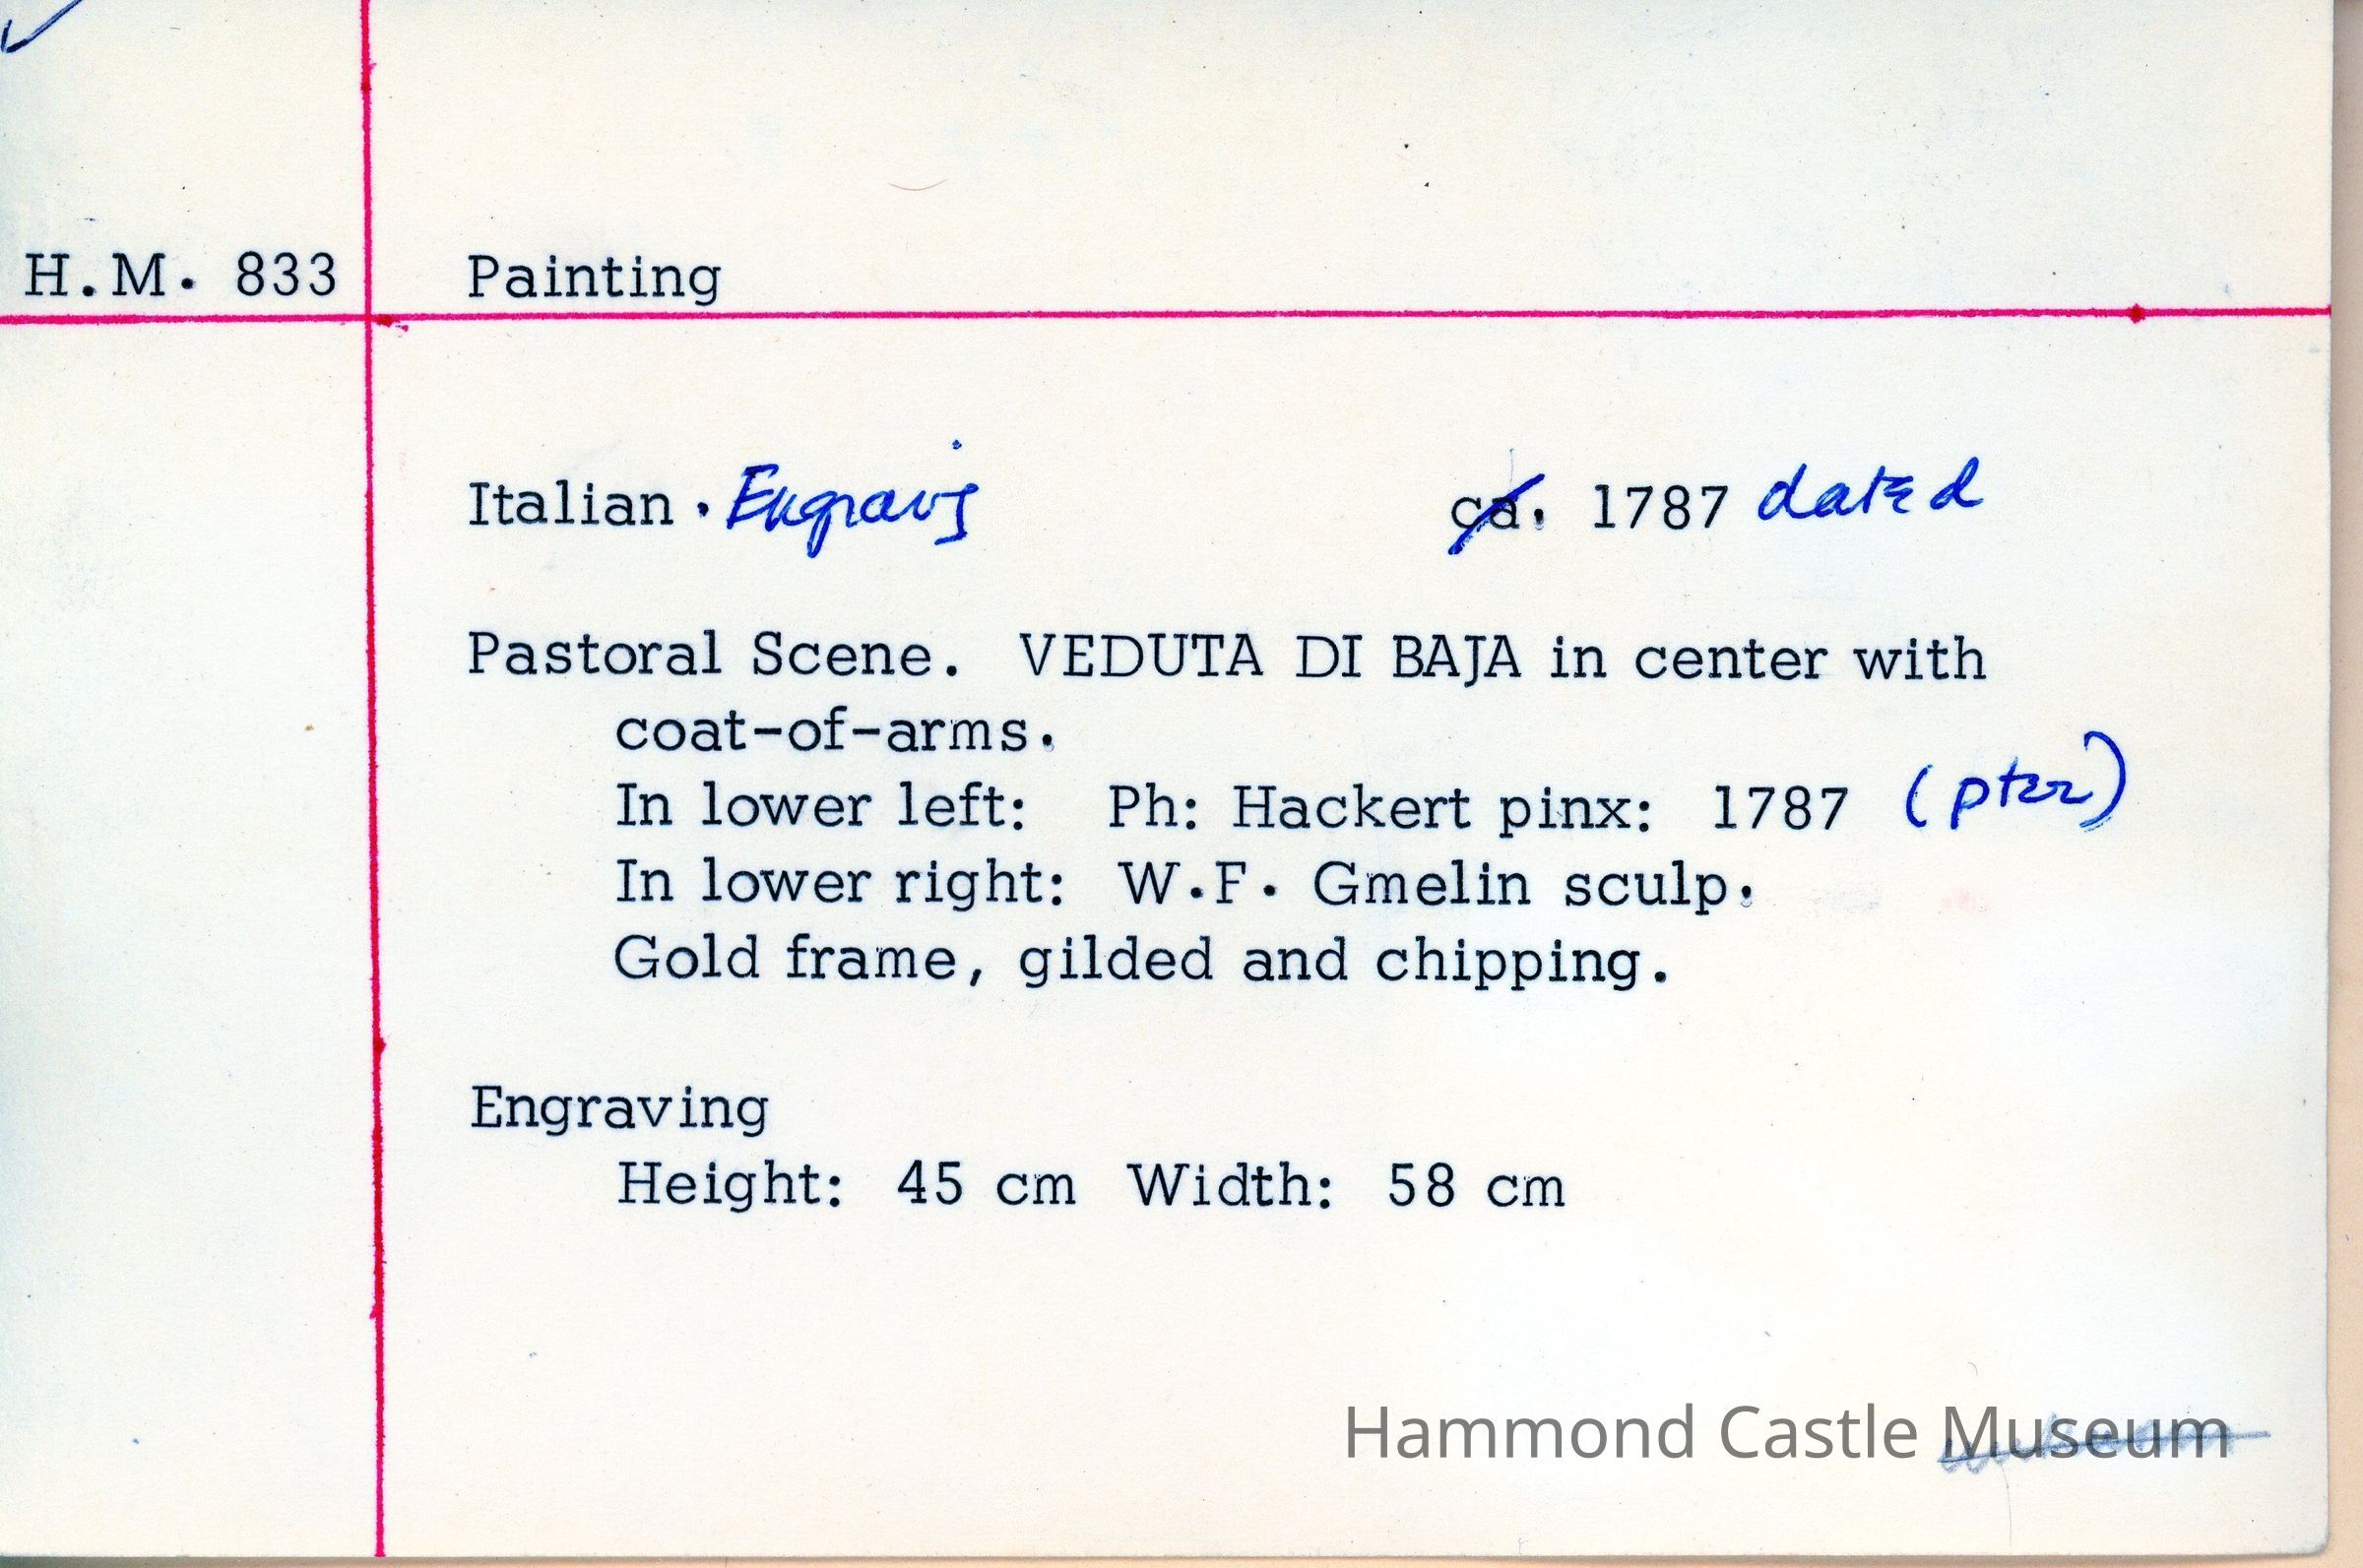 H.M. 833 Painting
Italian. Engravg ca. 1787 dated
Pastoral Scene. VEDUTA DI BAJA in center with
coat-of-arms.
In lower left: Ph: Hackert pinx: 1787 (ptrr)
In lower right: W.F. Gmelin sculp.
Gold frame, gilded and chipping.
Engraving
Height: 45 cm Width: 58 cm
Hammond Castle Museum